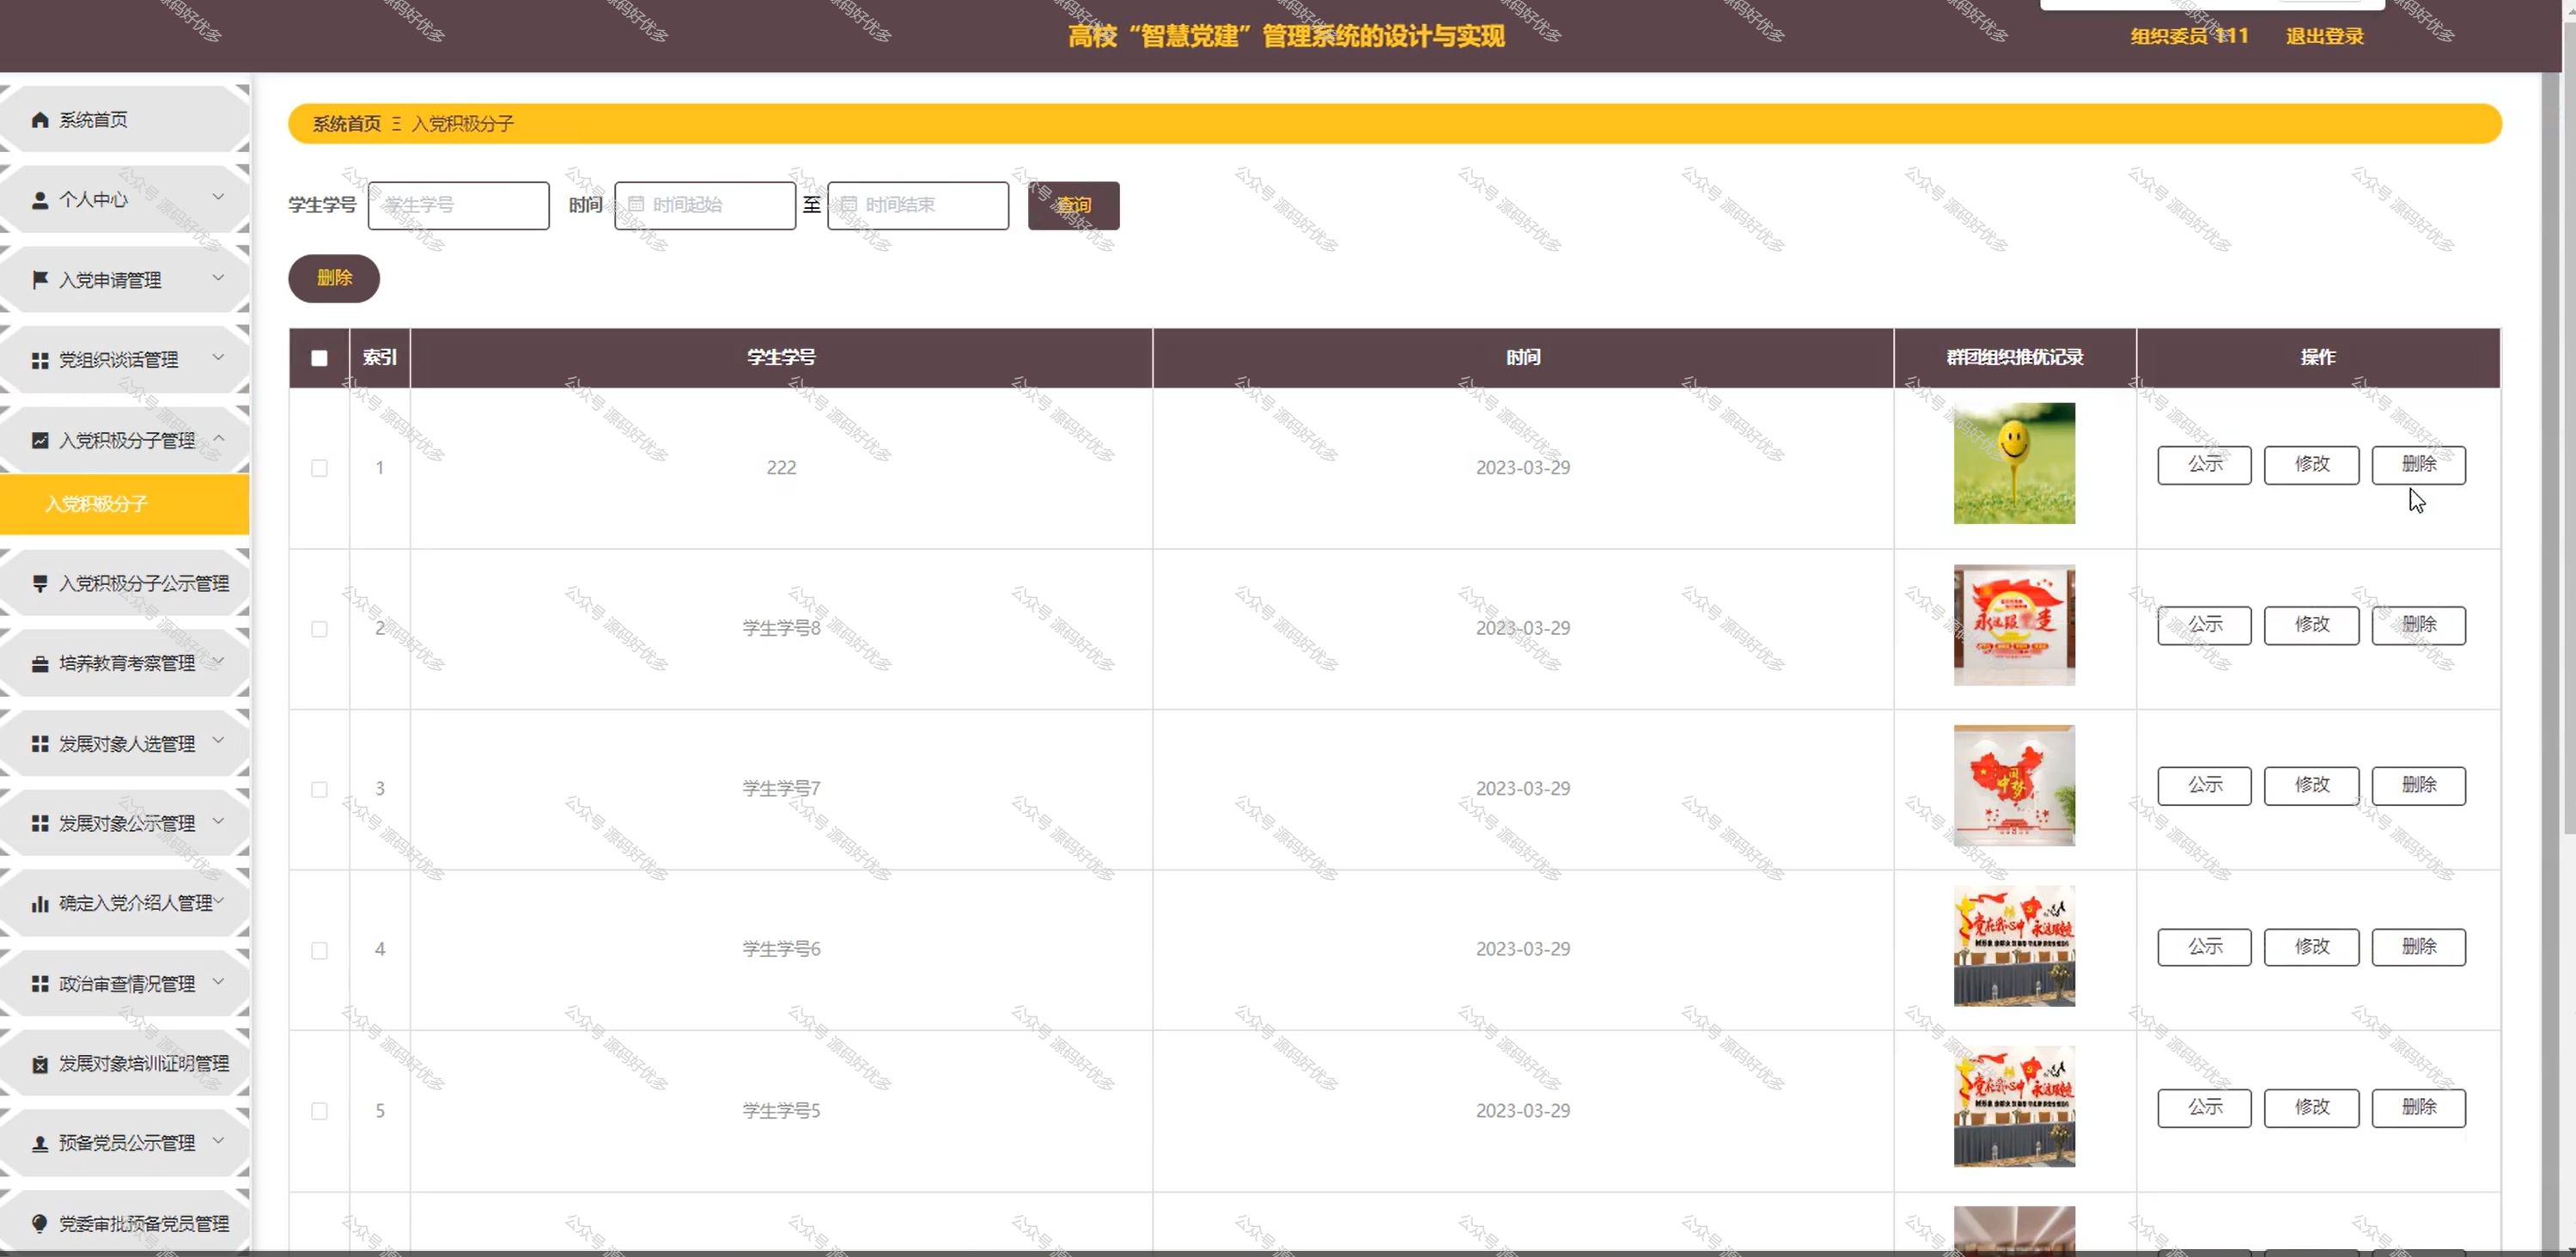 高校“智慧党建”管理系统的设计与实现
组织委员 111 退出登录
系统首页
个人中心
入党申请管理
党组织谈话管理
入党积极分子管理
入党积极分子
入党积极分子公示管理
培养教育考察管理
发展对象人选管理
发展对象公示管理
确定入党介绍人管理
政治审查情况管理
发展对象培训证明管理
预备党员公示管理
党委审批预备党员管理
系统首页 Ξ 入党积极分子
学生学号 学生学号 时间 时间起始 至 时间结束 查询
删除
索引 学生学号 时间 群团组织推优记录 操作
1 222 2023-03-29 公示 修改 删除
2 学生学号8 2023-03-29 公示 修改 删除
3 学生学号7 2023-03-29 公示 修改 删除
4 学生学号6 2023-03-29 公示 修改 删除
5 学生学号5 2023-03-29 公示 修改 删除
公众号 源码好优多